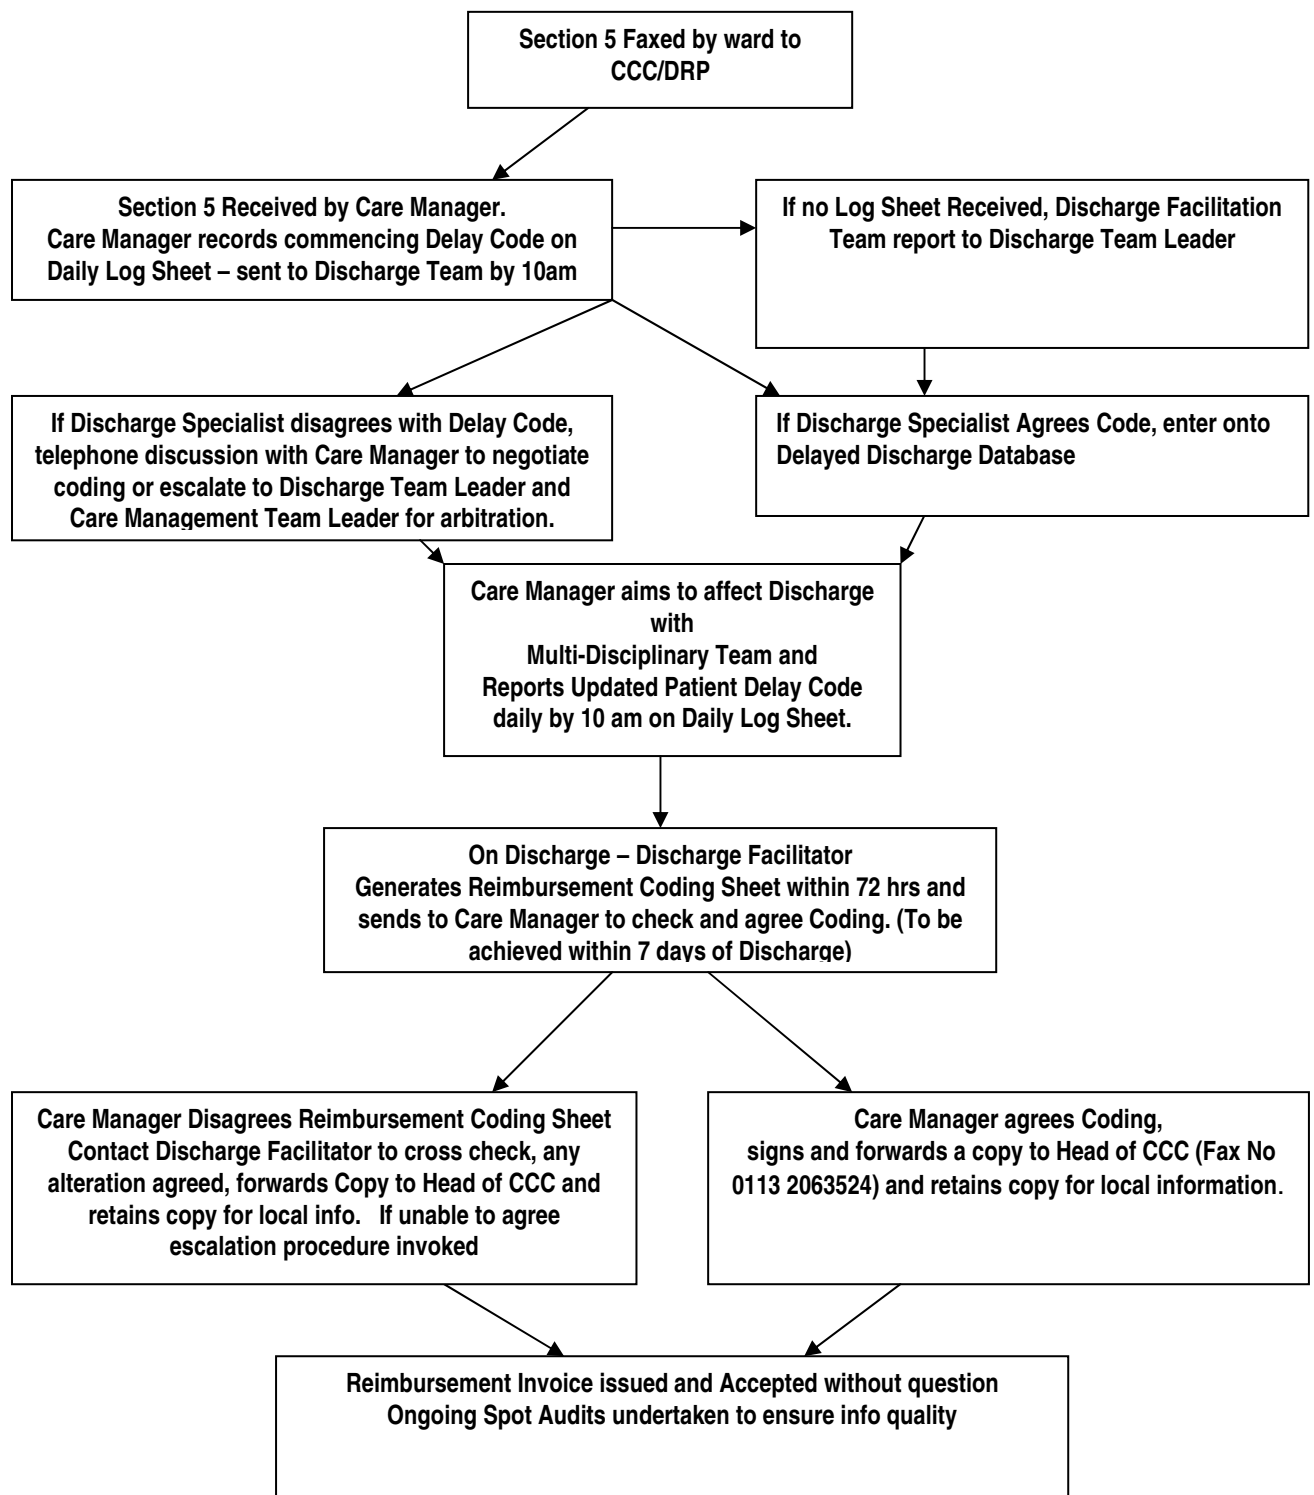 Section 5 Faxed by ward to
CCC/DRP
Section 5 Received by Care Manager.
Care Manager records commencing Delay Code on
Daily Log Sheet – sent to Discharge Team by 10am
If no Log Sheet Received, Discharge Facilitation
Team report to Discharge Team Leader
If Discharge Specialist disagrees with Delay Code,
telephone discussion with Care Manager to negotiate
coding or escalate to Discharge Team Leader and
Care Management Team Leader for arbitration.
If Discharge Specialist Agrees Code, enter onto
Delayed Discharge Database
Care Manager aims to affect Discharge
with
Multi-Disciplinary Team and
Reports Updated Patient Delay Code
daily by 10 am on Daily Log Sheet.
On Discharge – Discharge Facilitator
Generates Reimbursement Coding Sheet within 72 hrs and
sends to Care Manager to check and agree Coding. (To be
achieved within 7 days of Discharge)
Care Manager Disagrees Reimbursement Coding Sheet
Contact Discharge Facilitator to cross check, any
alteration agreed, forwards Copy to Head of CCC and
retains copy for local info. If unable to agree
escalation procedure invoked
Care Manager agrees Coding,
signs and forwards a copy to Head of CCC (Fax No
0113 2063524) and retains copy for local information.
Reimbursement Invoice issued and Accepted without question
Ongoing Spot Audits undertaken to ensure info quality